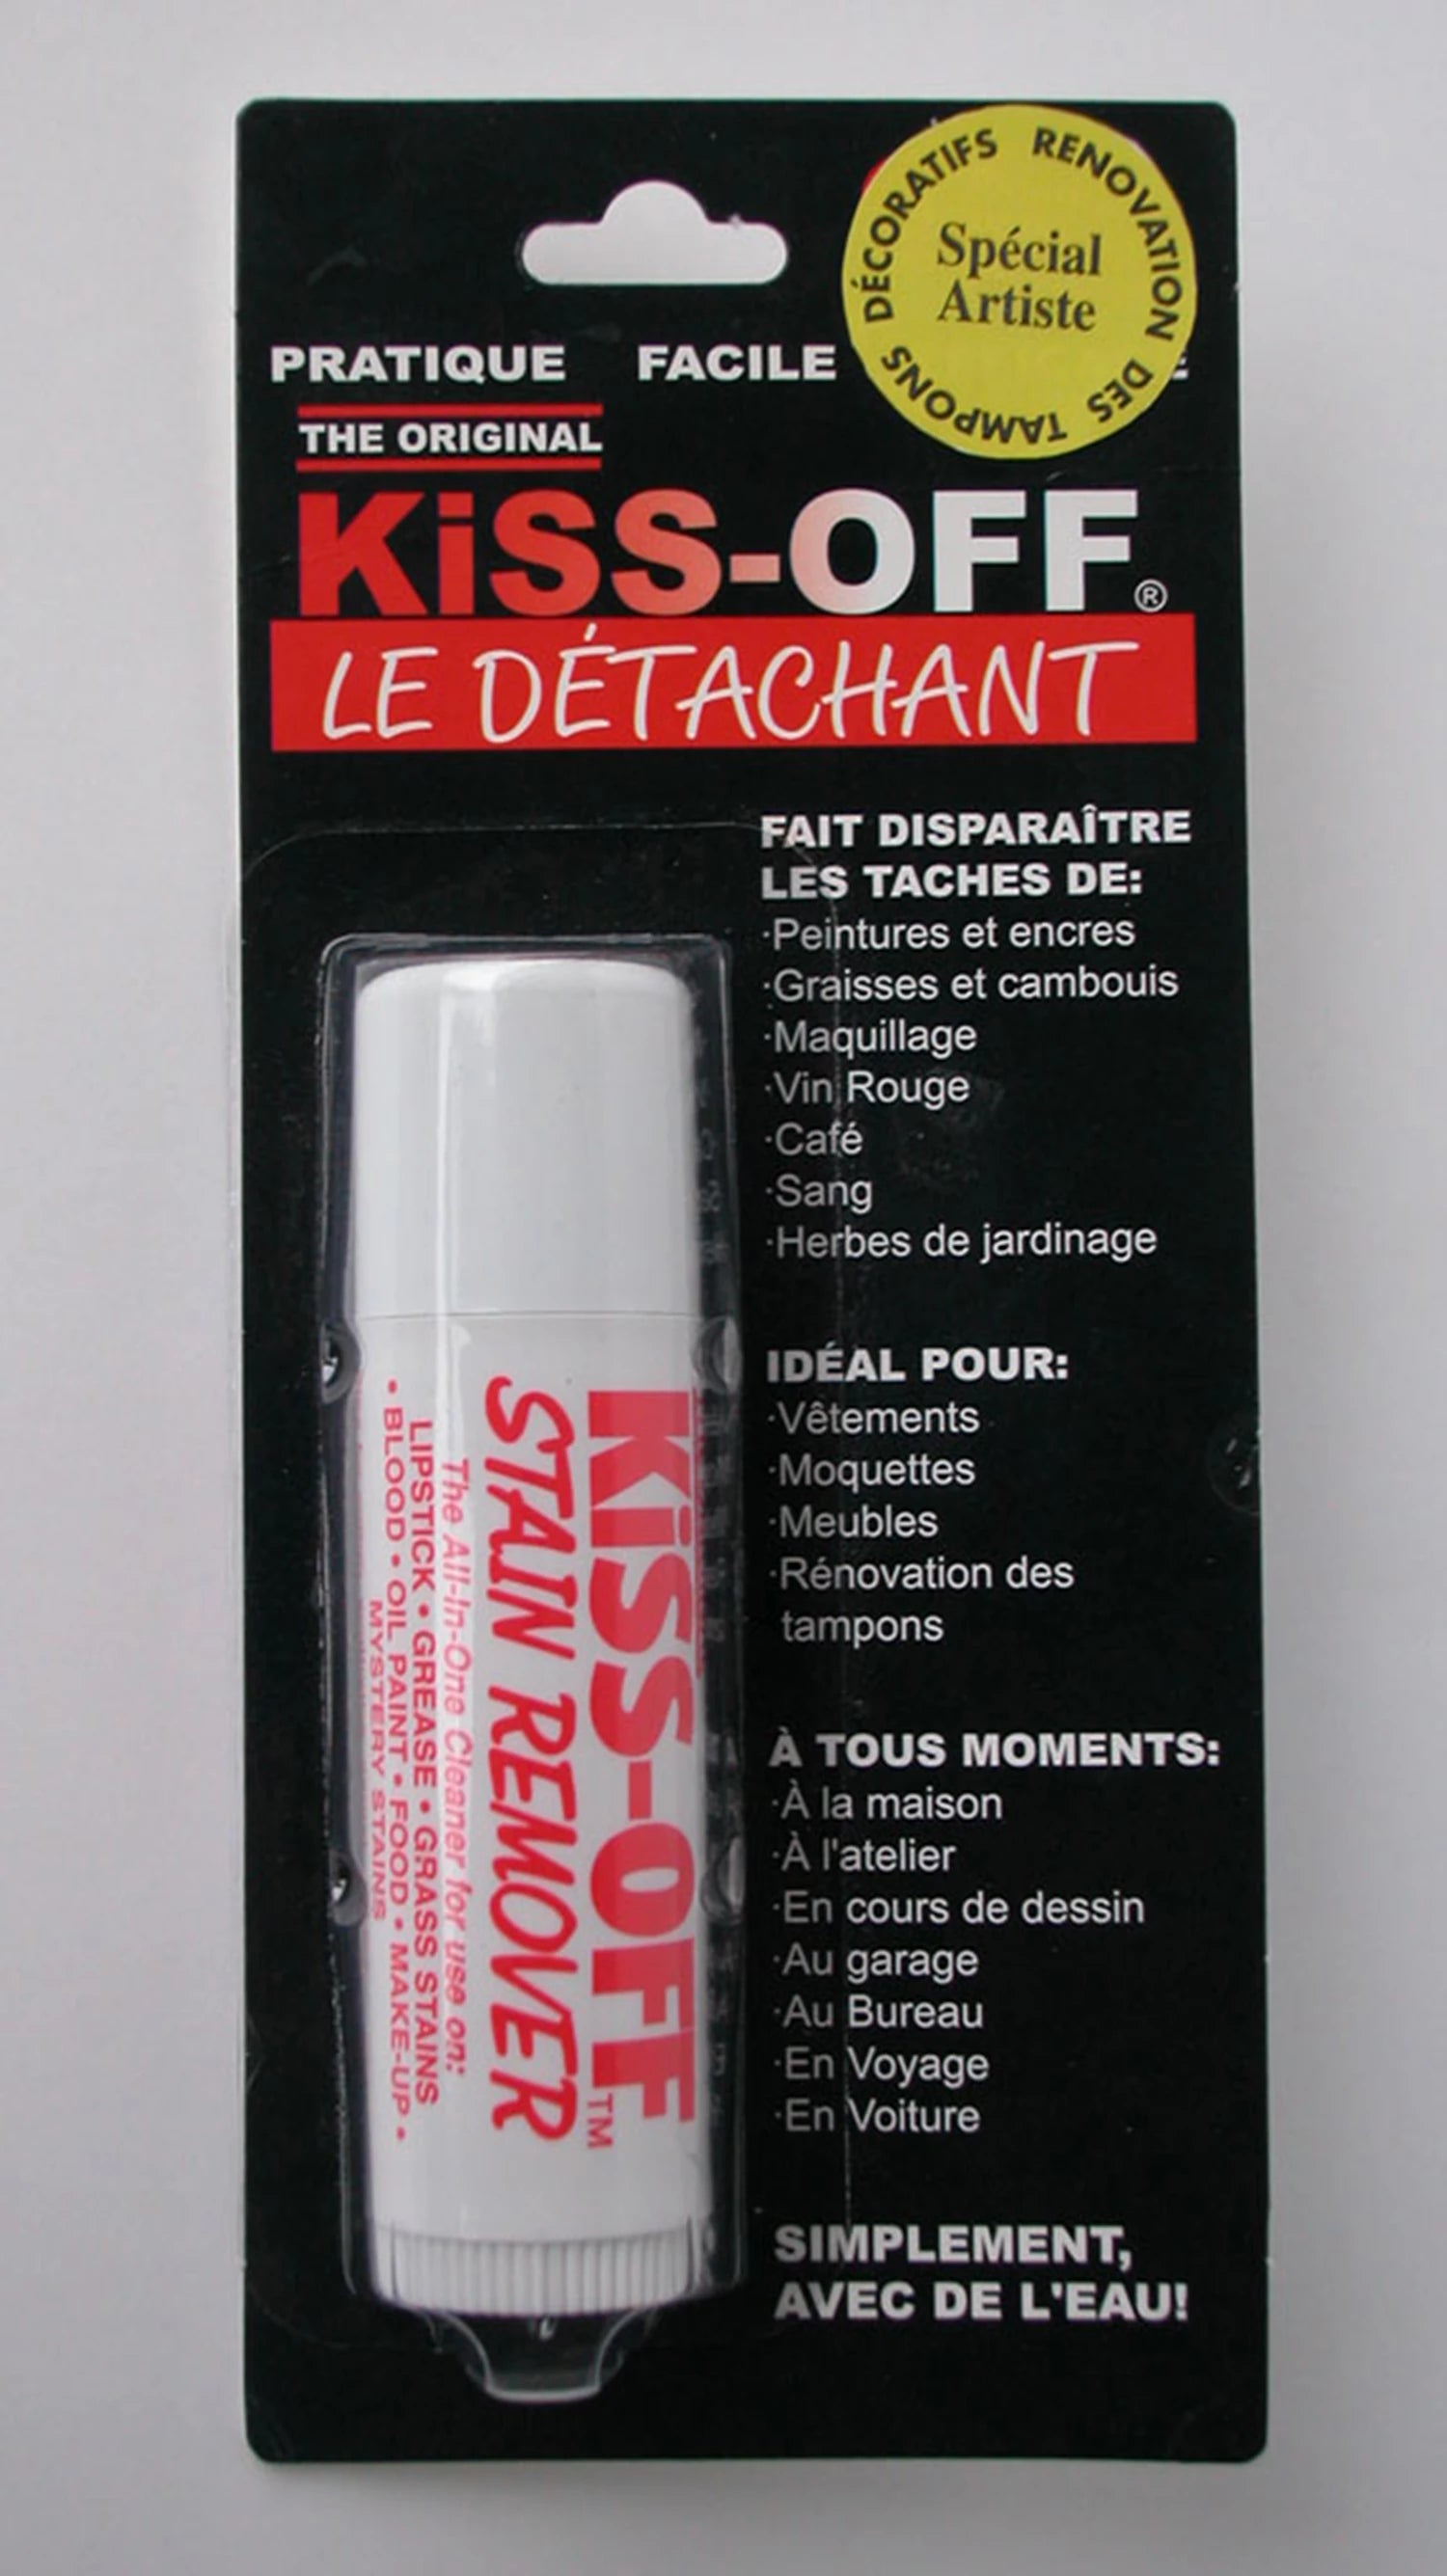 RENOVATION DES TAMPONS DÉCORATIFS
Spécial
Artiste
PRATIQUE FACILE
THE ORIGINAL
KiSS-OFF®
LE DÉTACHANT
FAIT DISPARAÎTRE
LES TACHES DE:
·Peintures et encres
·Graisses et cambouis
·Maquillage
·Vin Rouge
·Café
·Sang
·Herbes de jardinage
IDÉAL POUR:
·Vêtements
·Moquettes
·Meubles
·Rénovation des
tampons
À TOUS MOMENTS:
·À la maison
·À l'atelier
·En cours de dessin
·Au garage
·Au Bureau
·En Voyage
·En Voiture
SIMPLEMENT,
AVEC DE L'EAU!
KiSS-OFF™
STAIN REMOVER
The All-In-One Cleaner for use on:
LIPSTICK • GREASE • GRASS STAINS
• BLOOD • OIL PAINT • FOOD • MAKE-UP •
MYSTERY STAINS